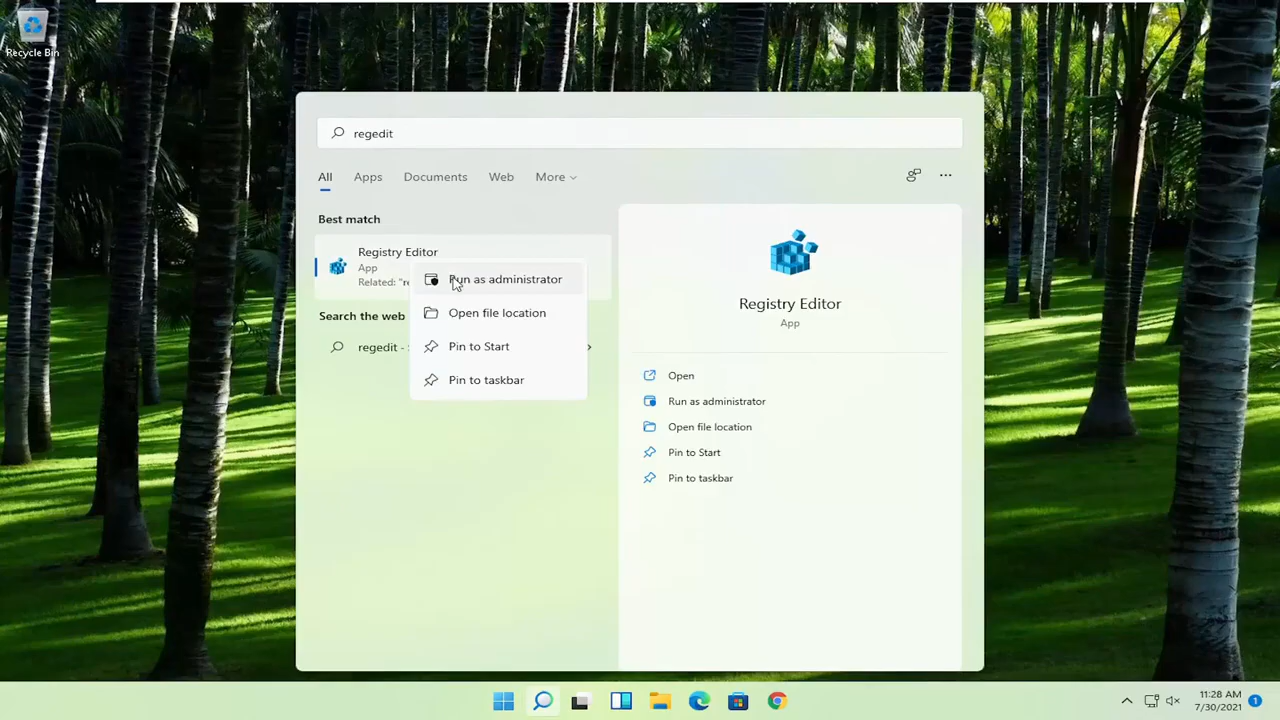 Recycle Bin
regedit
All Apps Documents Web More
Best match
Registry Editor
App
Related: "re
Search the web
regedit -
Run as administrator
Open file location
Pin to Start
Pin to taskbar
Registry Editor
App
Open
Run as administrator
Open file location
Pin to Start
Pin to taskbar
11:28 AM
7/30/2021
1